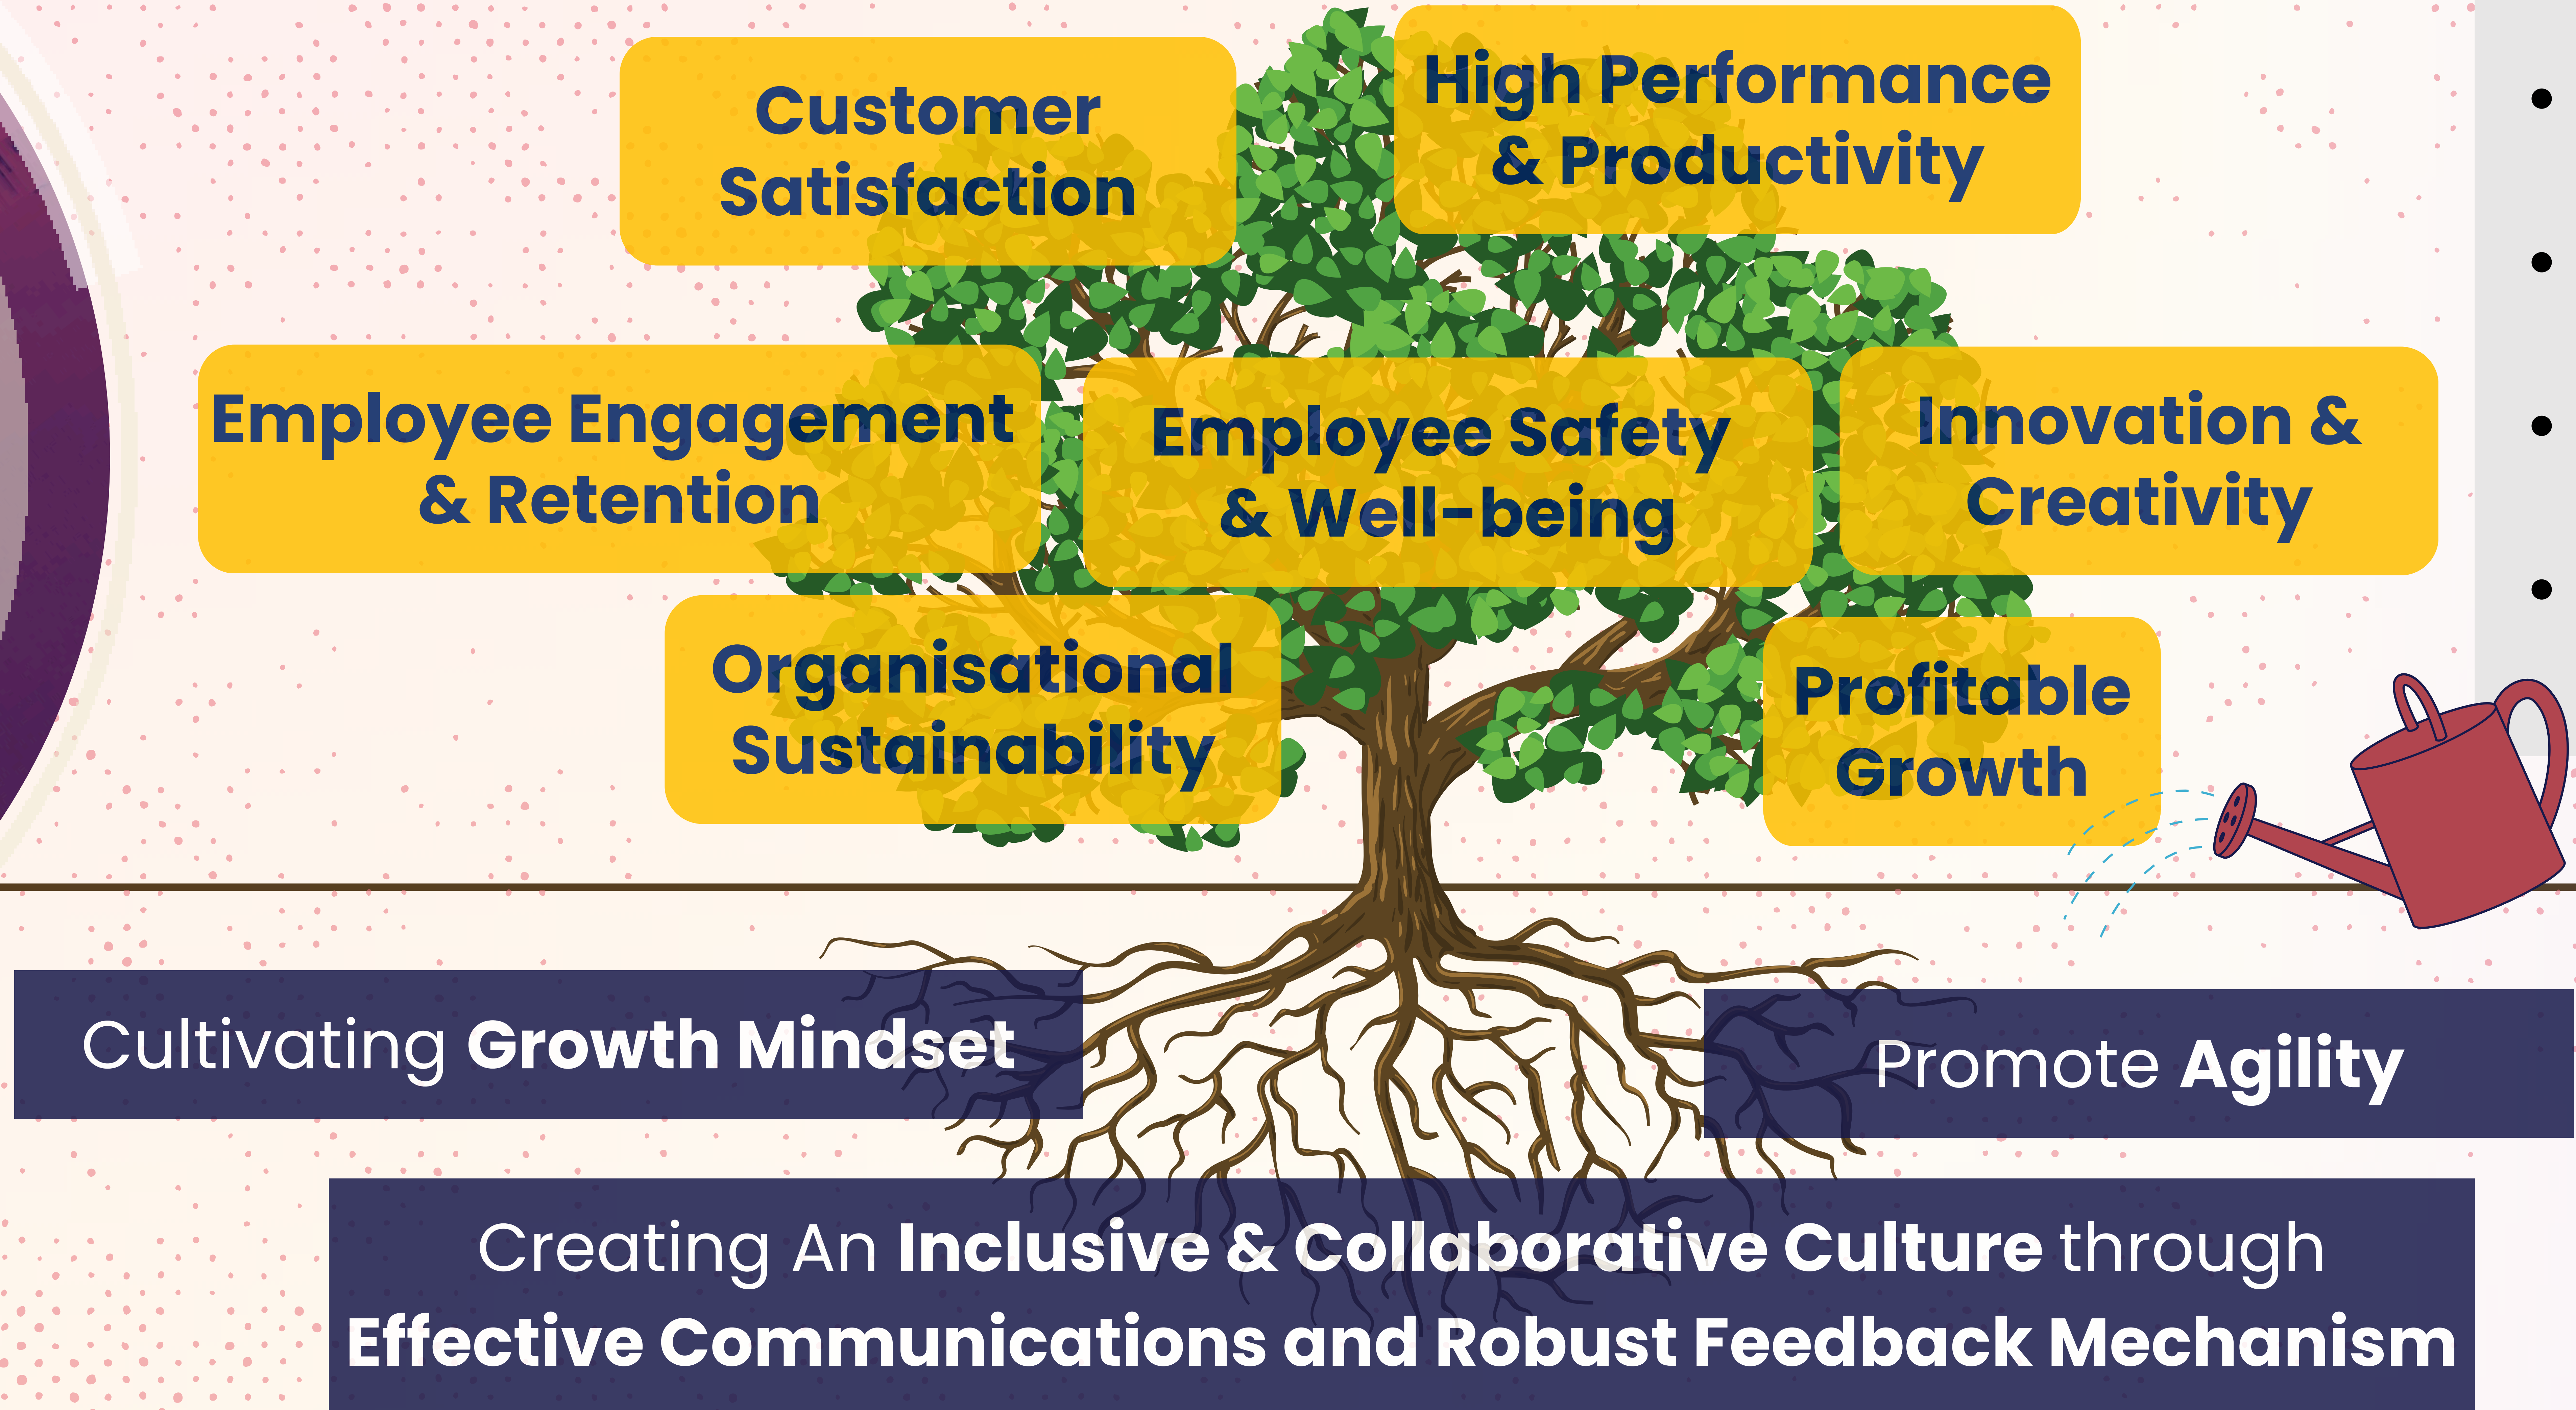 Customer
Satisfaction
High Performance
& Productivity
Employee Engagement
& Retention
Employee Safety
& Well-being
Innovation &
Creativity
Organisational
Sustainability
Profitable
Growth
Cultivating Growth Mindset
Promote Agility
Creating An Inclusive & Collaborative Culture through
Effective Communications and Robust Feedback Mechanism